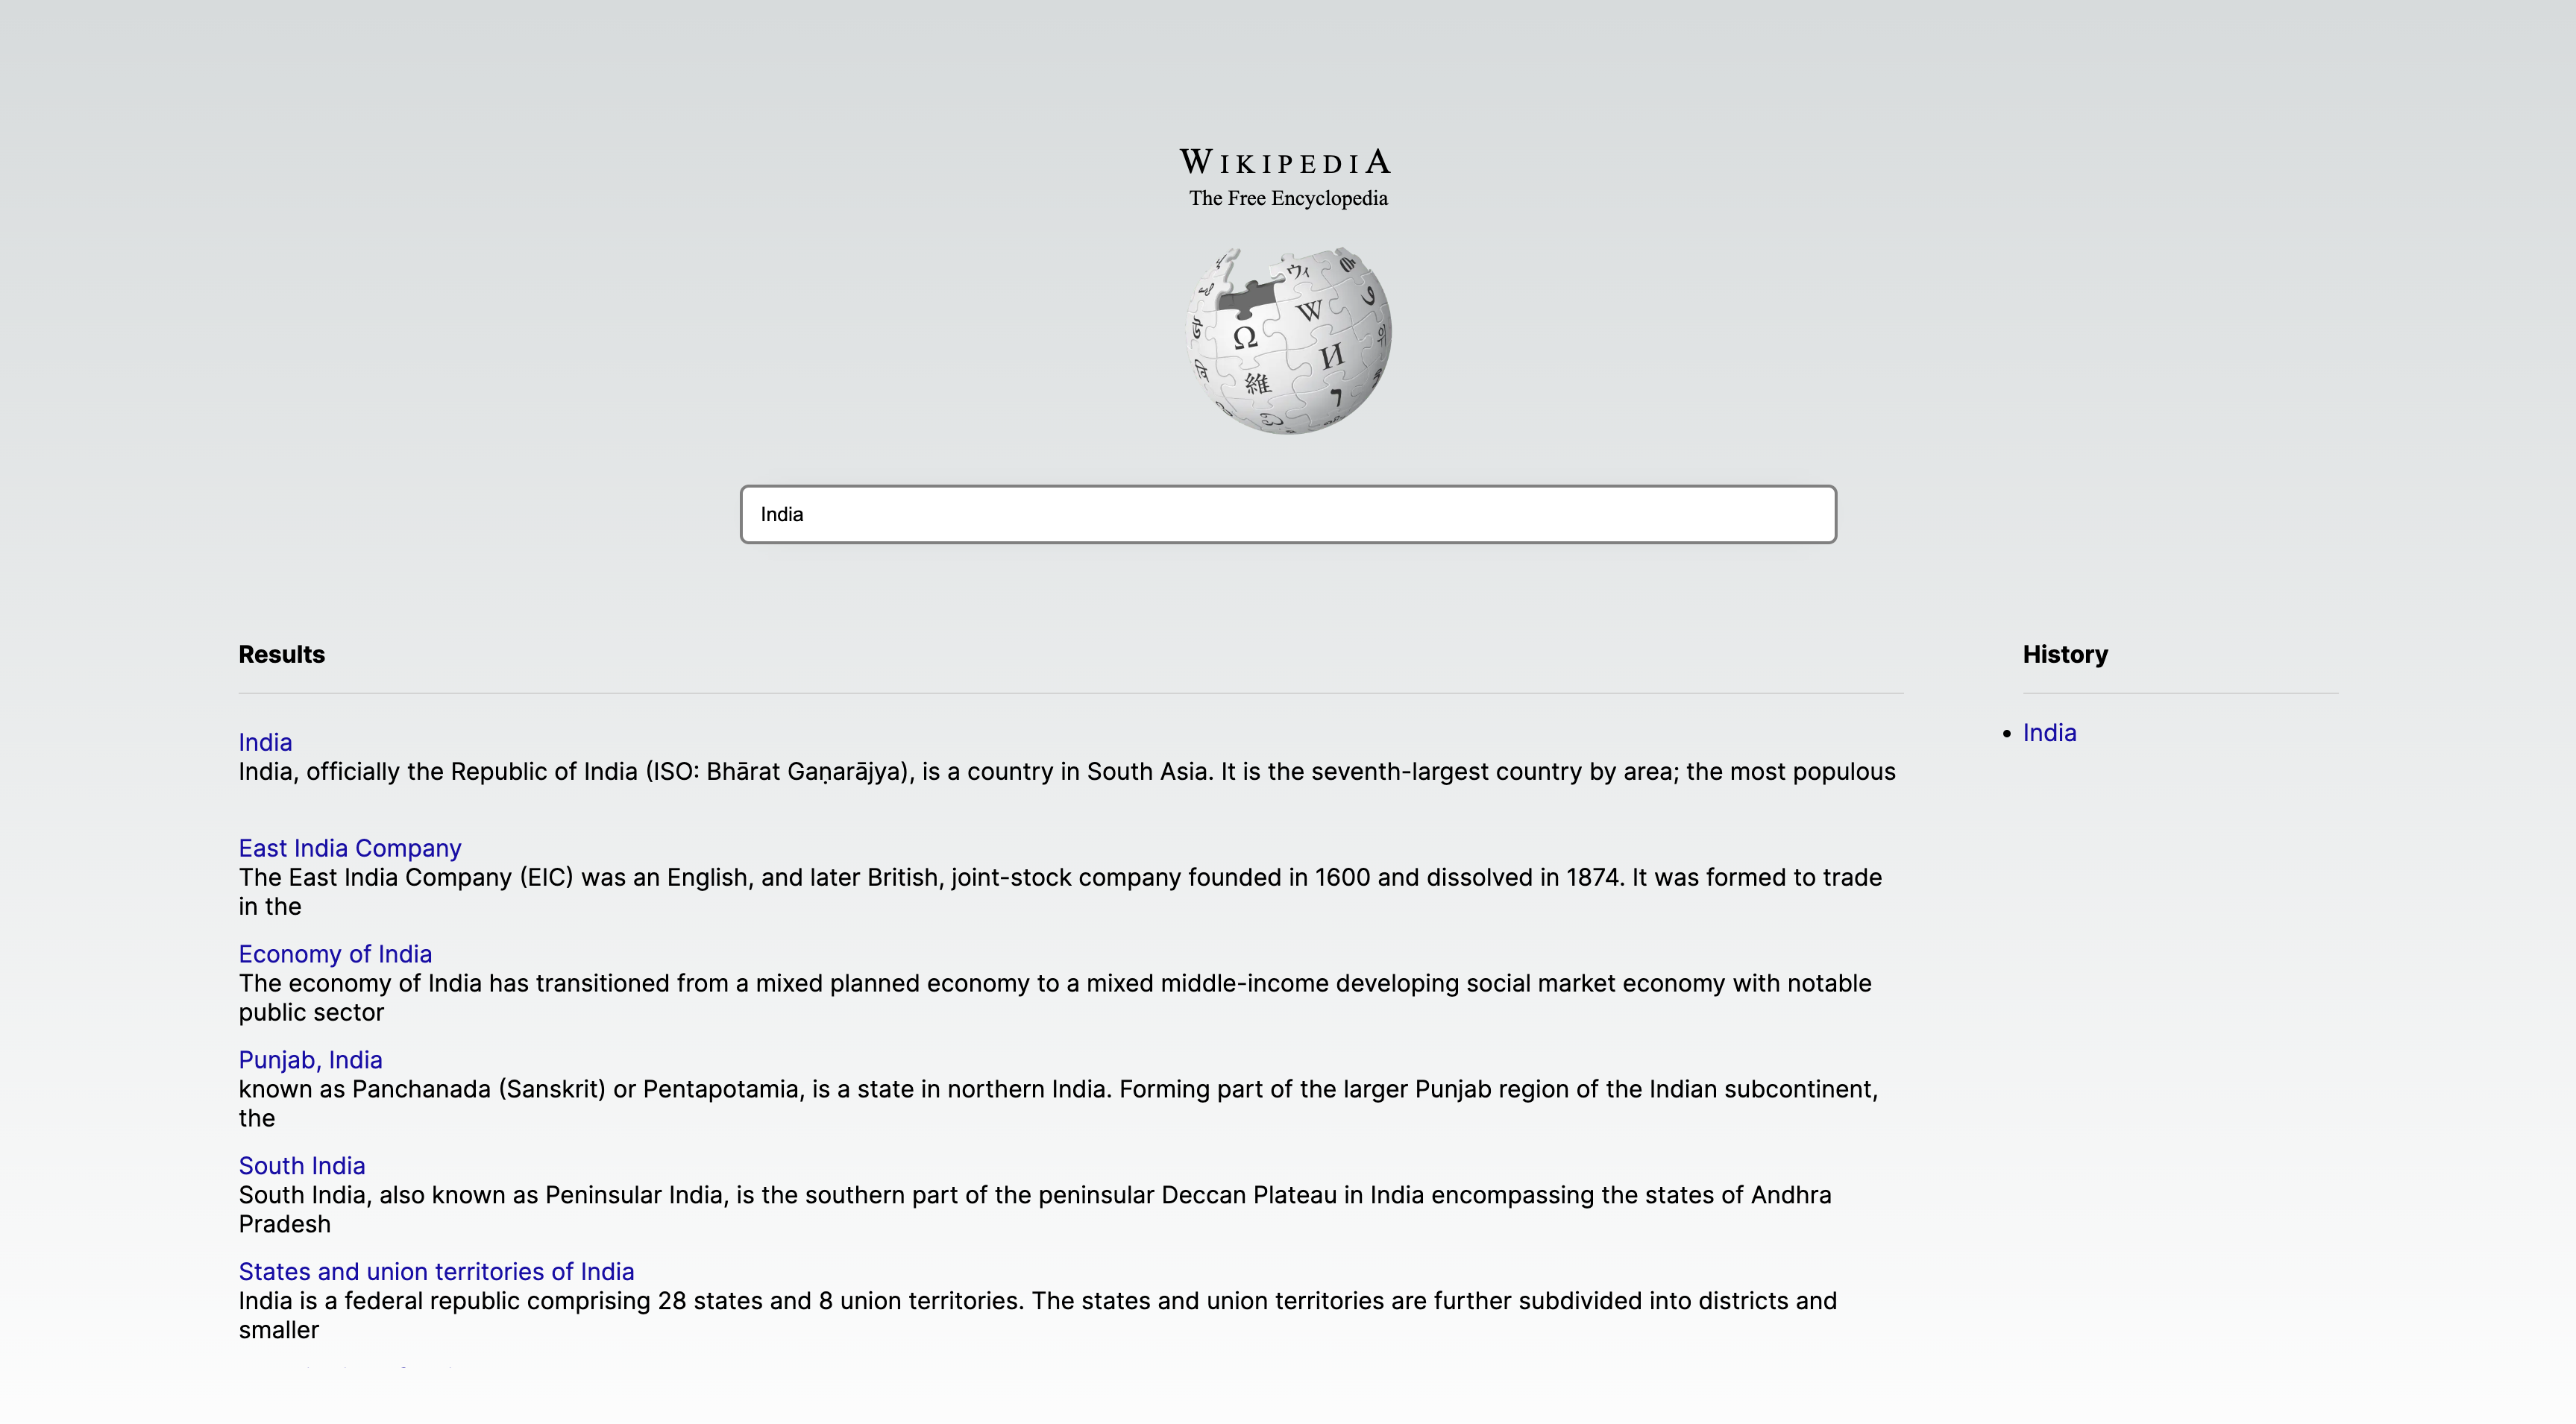 WIKIPEDIA
The Free Encyclopedia
Ω
W
И
維
ウィ
7
India
Results
India
India, officially the Republic of India (ISO: Bhārat Gaṇarājya), is a country in South Asia. It is the seventh-largest country by area; the most populous
East India Company
The East India Company (EIC) was an English, and later British, joint-stock company founded in 1600 and dissolved in 1874. It was formed to trade
in the
Economy of India
The economy of India has transitioned from a mixed planned economy to a mixed middle-income developing social market economy with notable
public sector
Punjab, India
known as Panchanada (Sanskrit) or Pentapotamia, is a state in northern India. Forming part of the larger Punjab region of the Indian subcontinent,
the
South India
South India, also known as Peninsular India, is the southern part of the peninsular Deccan Plateau in India encompassing the states of Andhra
Pradesh
States and union territories of India
India is a federal republic comprising 28 states and 8 union territories. The states and union territories are further subdivided into districts and
smaller
History
• India